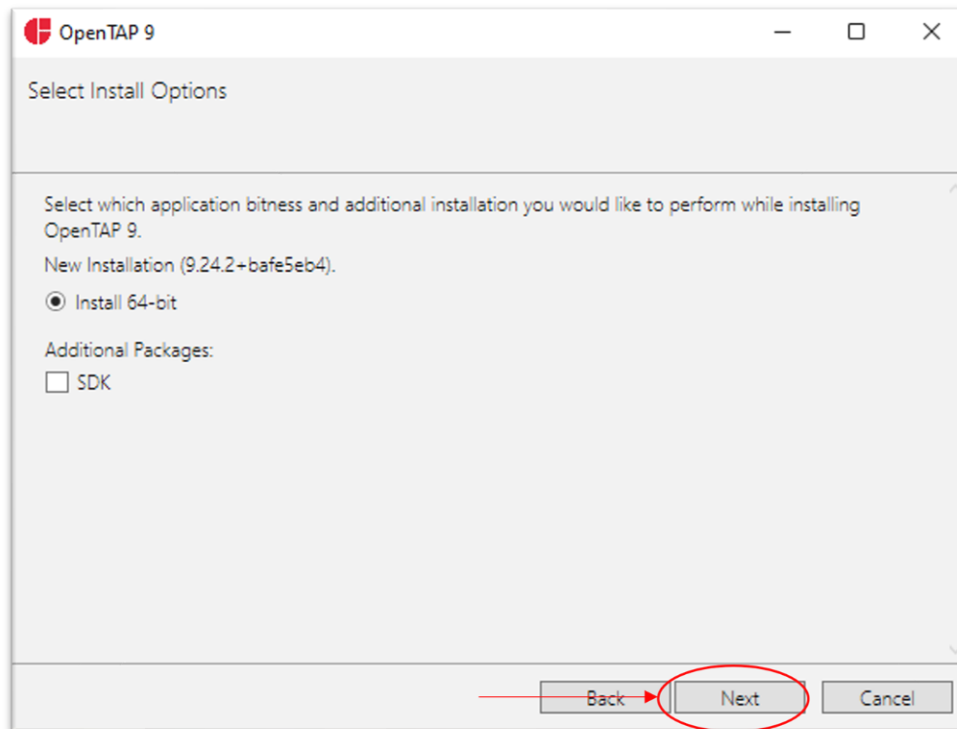 OpenTAP 9
Select Install Options
Select which application bitness and additional installation you would like to perform while installing
OpenTAP 9.
New Installation (9.24.2+bafe5eb4).
Install 64-bit
Additional Packages:
SDK
Back Next Cancel